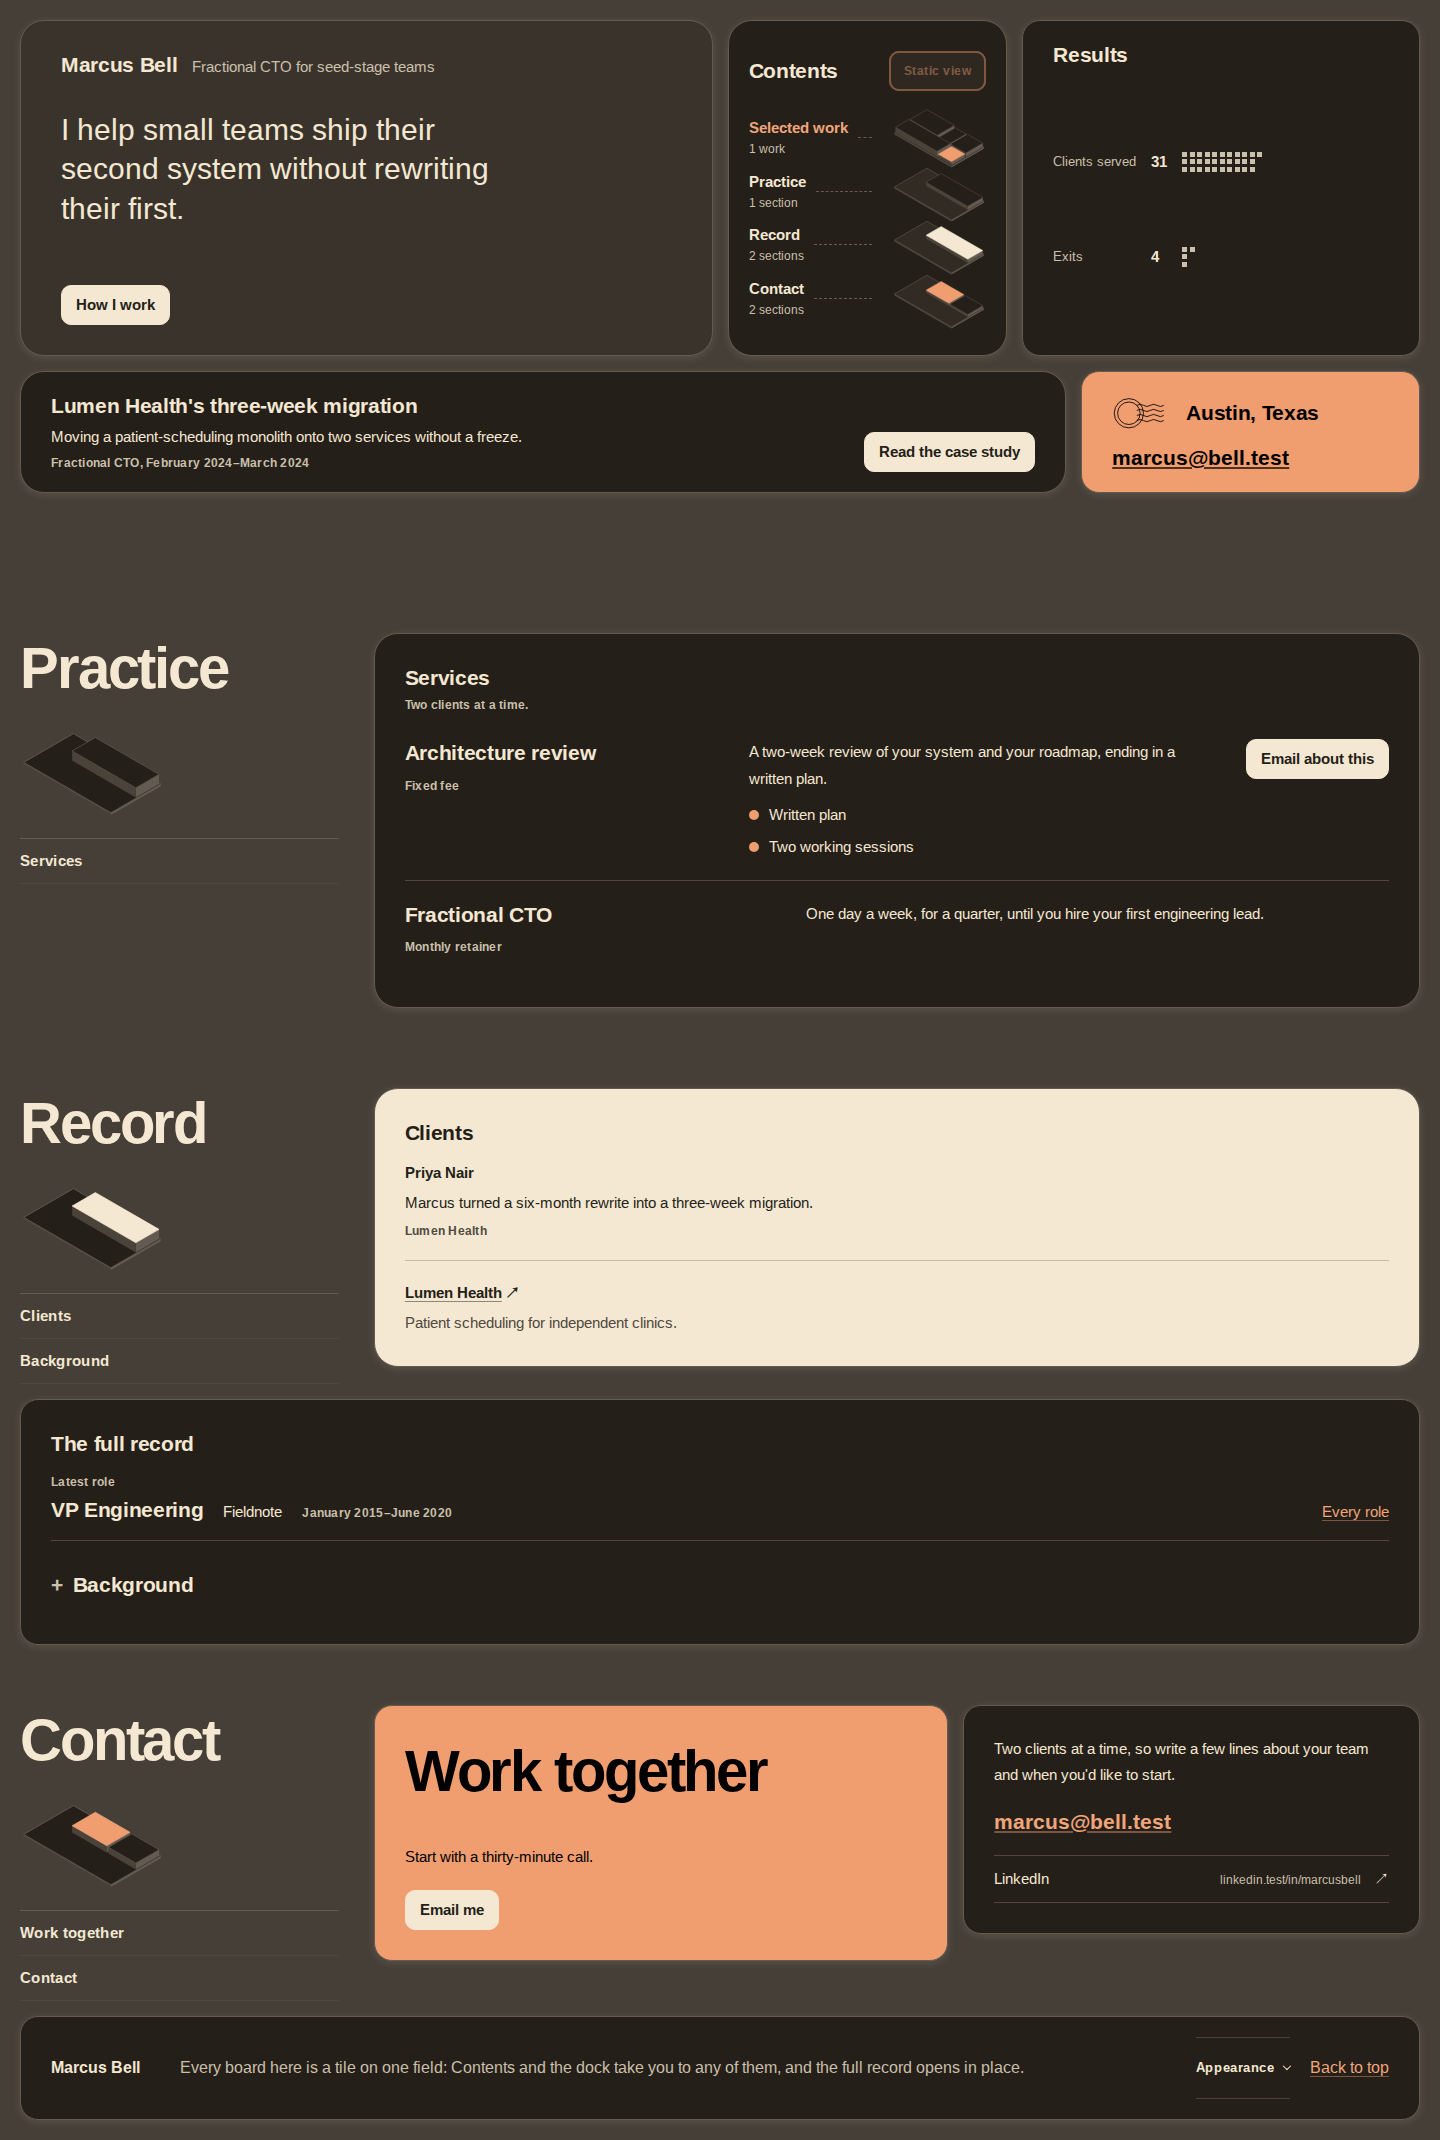 Marcus Bell Fractional CTO for seed-stage teams
I help small teams ship their
second system without rewriting
their first.
How I work
Contents
Static view
Selected work
1 work
Practice
1 section
Record
2 sections
Contact
2 sections
Results
Clients served 31
Exits 4
Lumen Health's three-week migration
Moving a patient-scheduling monolith onto two services without a freeze.
Fractional CTO, February 2024–March 2024
Read the case study
Austin, Texas
marcus@bell.test
Practice
Services
Services
Two clients at a time.
Architecture review
Fixed fee
A two-week review of your system and your roadmap, ending in a
written plan.
Written plan
Two working sessions
Email about this
Fractional CTO
Monthly retainer
One day a week, for a quarter, until you hire your first engineering lead.
Record
Clients
Background
Clients
Priya Nair
Marcus turned a six-month rewrite into a three-week migration.
Lumen Health
Lumen Health ↗
Patient scheduling for independent clinics.
The full record
Latest role
VP Engineering Fieldnote January 2015–June 2020 Every role
+ Background
Contact
Work together
Contact
Work together
Start with a thirty-minute call.
Email me
Two clients at a time, so write a few lines about your team
and when you'd like to start.
marcus@bell.test
LinkedIn linkedin.test/in/marcusbell ↗
Marcus Bell Every board here is a tile on one field: Contents and the dock take you to any of them, and the full record opens in place. Appearance Back to top